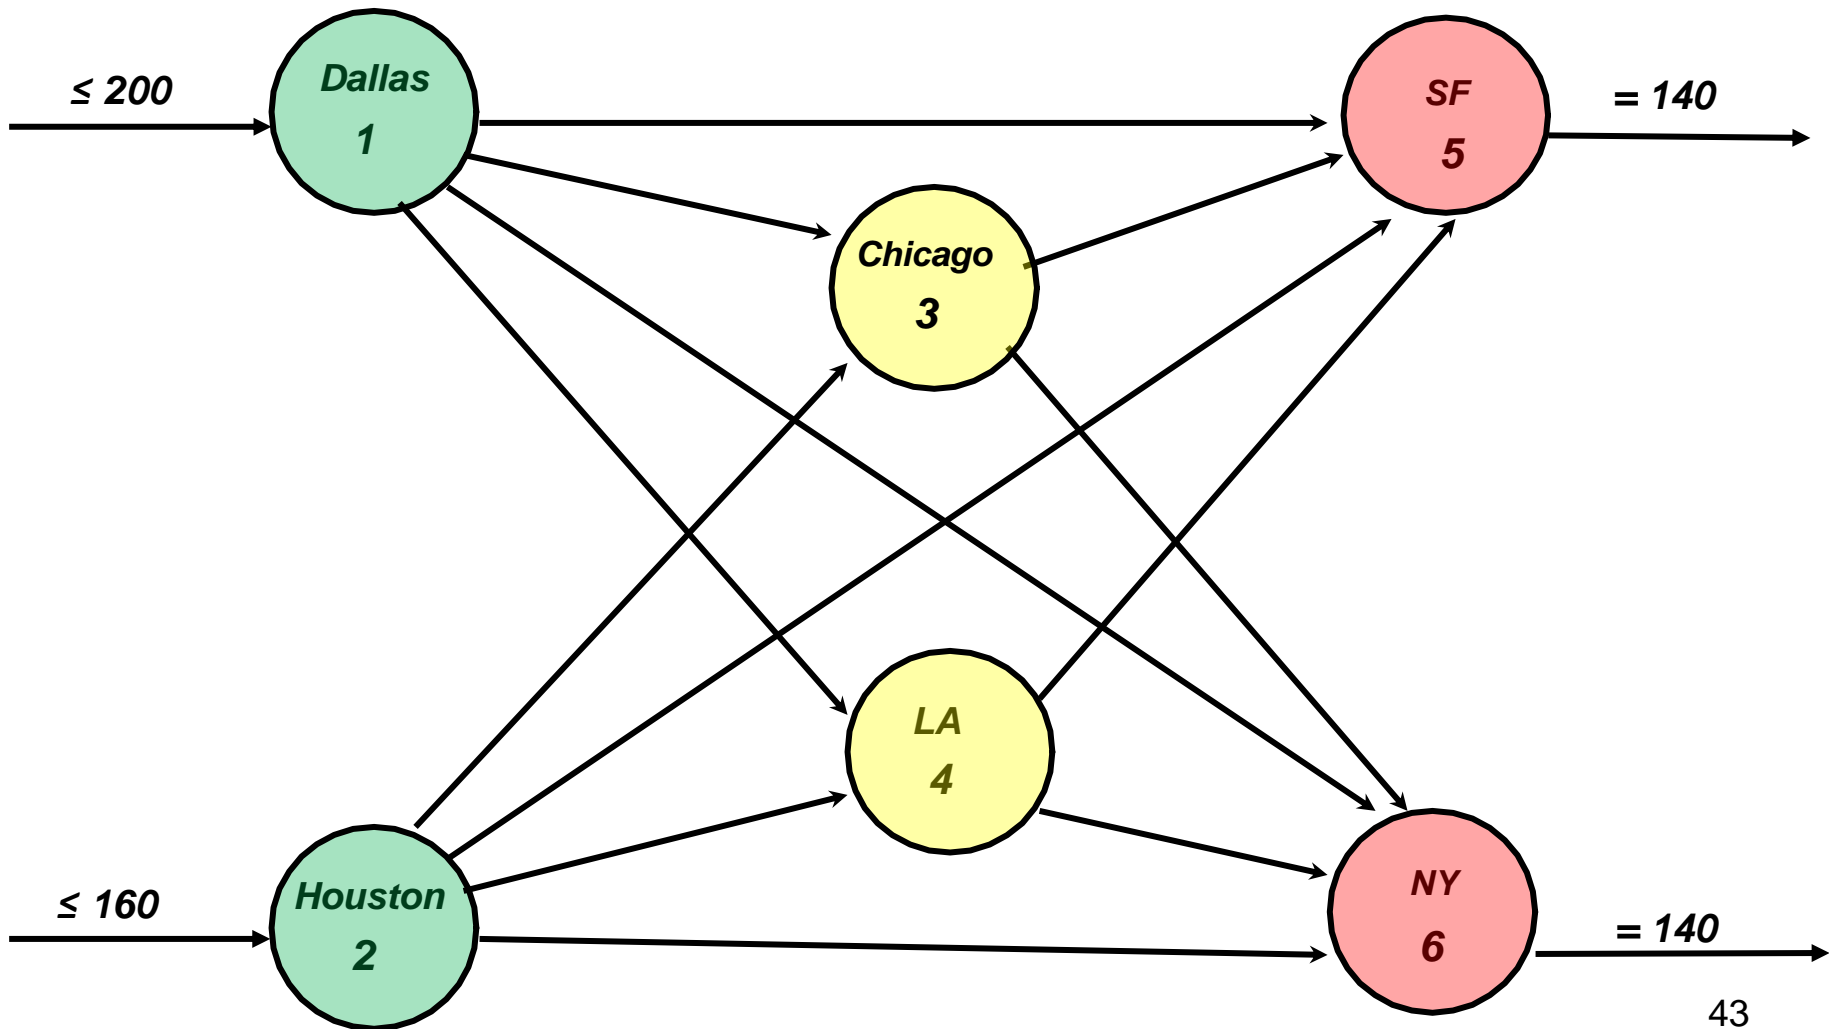 ≤ 200
Dallas
1
SF
5
= 140
Chicago
3
LA
4
≤ 160
Houston
2
NY
6
= 140
43